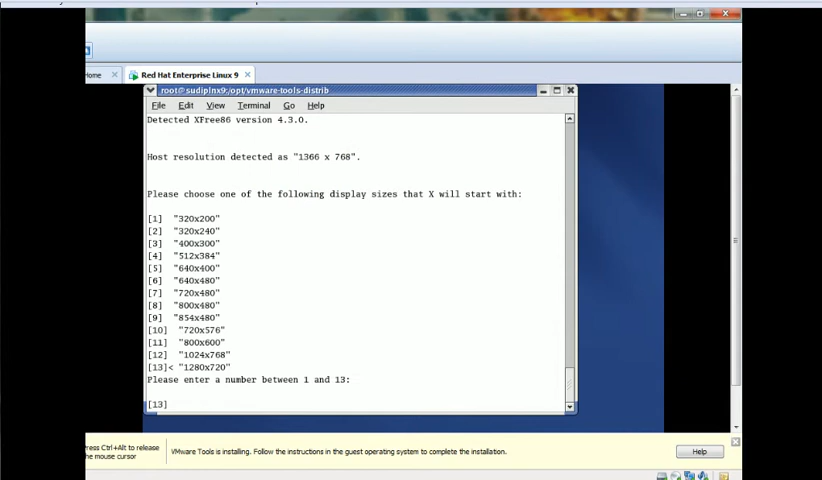 Home
Red Hat Enterprise Linux 9
root@sudiplnx9:/opt/vmware-tools-distrib
File Edit View Terminal Go Help
Detected XFree86 version 4.3.0.
Host resolution detected as "1366 x 768".
Please choose one of the following display sizes that X will start with:
[1] "320x200"
[2] "320x240"
[3] "400x300"
[4] "512x384"
[5] "640x400"
[6] "640x480"
[7] "720x480"
[8] "800x480"
[9] "854x480"
[10] "720x576"
[11] "800x600"
[12] "1024x768"
[13]< "1280x720"
Please enter a number between 1 and 13:
[13]
ress Ctrl+Alt to release
he mouse cursor
VMware Tools is installing. Follow the instructions in the guest operating system to complete the installation.
Help